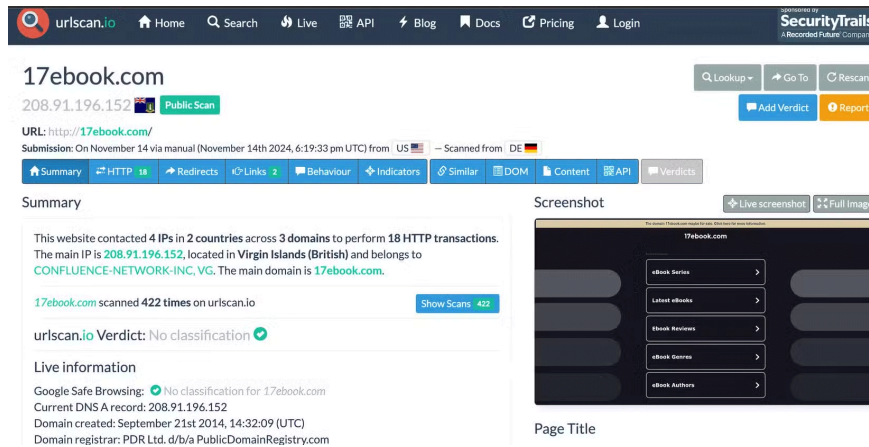 urlscan.io Home Search Live API Blog Docs Pricing Login
Sponsored by
SecurityTrails
A Recorded Future Company
17ebook.com
Lookup Go To Rescan
208.91.196.152 Public Scan
Add Verdict Report
URL: http://17ebook.com/
Submission: On November 14 via manual (November 14th 2024, 6:19:33 pm UTC) from US — Scanned from DE
Summary HTTP 18 Redirects Links 2 Behaviour Indicators Similar DOM Content API Verdicts
Summary
This website contacted 4 IPs in 2 countries across 3 domains to perform 18 HTTP transactions.
The main IP is 208.91.196.152, located in Virgin Islands (British) and belongs to
CONFLUENCE-NETWORK-INC, VG. The main domain is 17ebook.com.
17ebook.com scanned 422 times on urlscan.io Show Scans 422
urlscan.io Verdict: No classification
Live information
Google Safe Browsing: No classification for 17ebook.com
Current DNS A record: 208.91.196.152
Domain created: September 21st 2014, 14:32:09 (UTC)
Domain registrar: PDR Ltd. d/b/a PublicDomainRegistry.com
Screenshot Live screenshot Full Image
17ebook.com
eBook Series
Latest eBooks
Ebook Reviews
eBook Genres
eBook Authors
Page Title